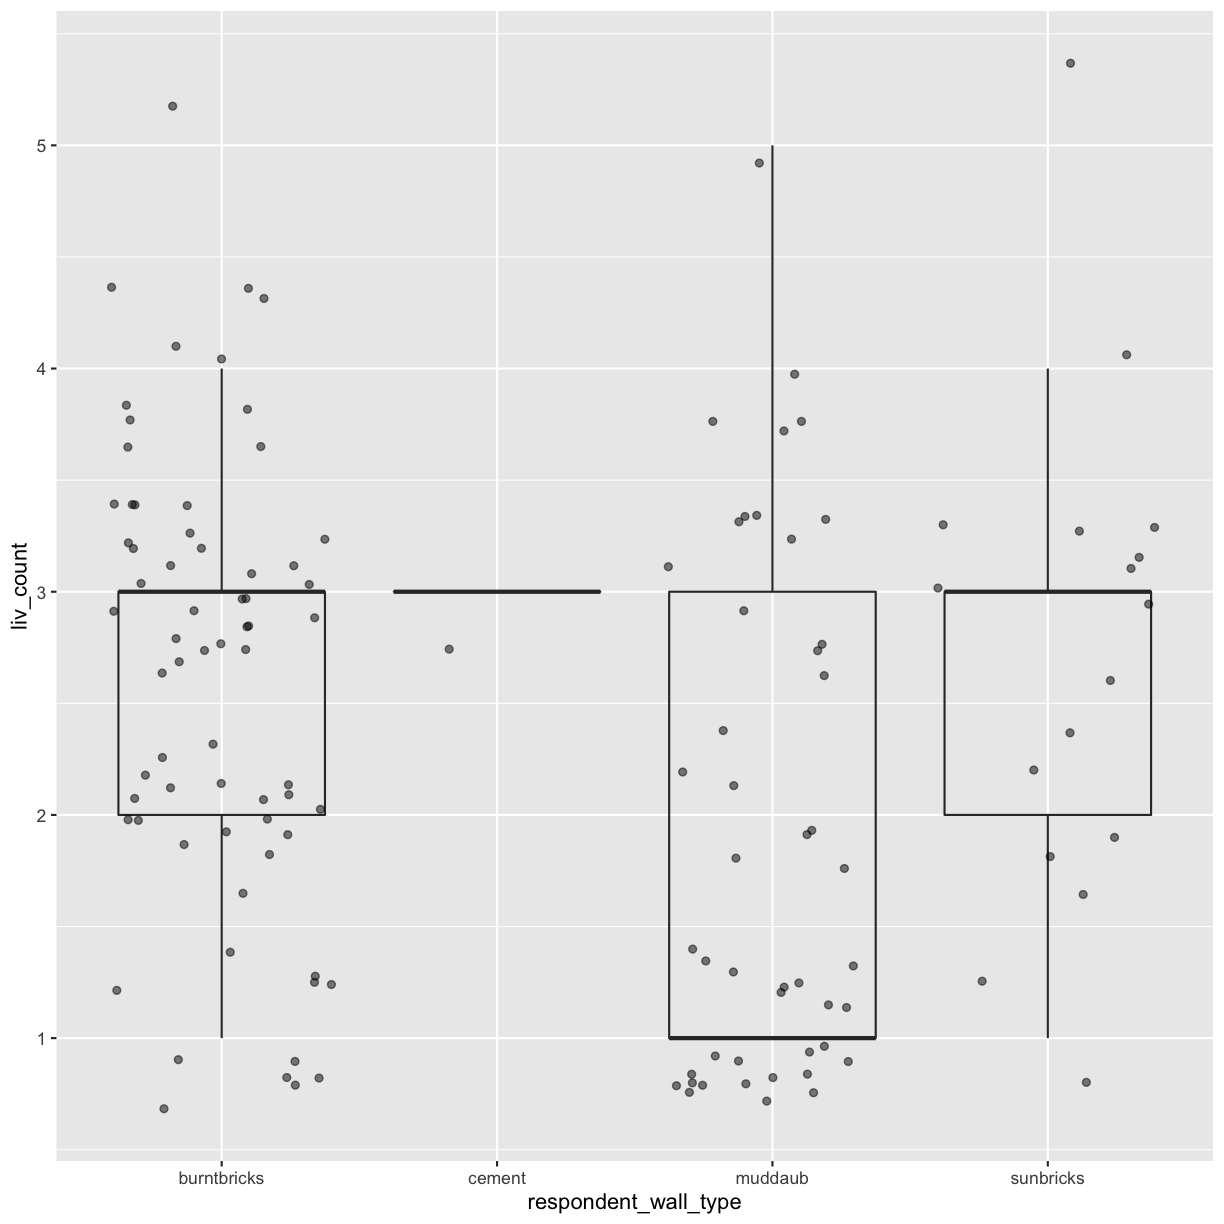 liv_count
5
4
3
2
1
burntbricks
cement
muddaub
sunbricks
respondent_wall_type